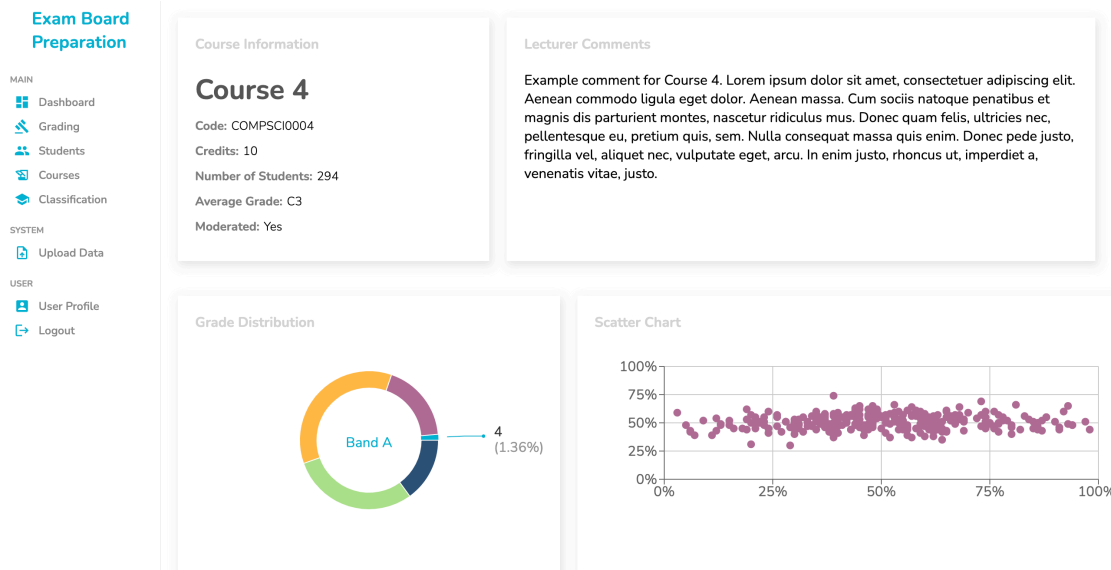 Exam Board
Preparation
MAIN
Dashboard
Grading
Students
Courses
Classification
SYSTEM
Upload Data
USER
User Profile
Logout
Course Information
Course 4
Code: COMPSCI0004
Credits: 10
Number of Students: 294
Average Grade: C3
Moderated: Yes
Lecturer Comments
Example comment for Course 4. Lorem ipsum dolor sit amet, consectetuer adipiscing elit.
Aenean commodo ligula eget dolor. Aenean massa. Cum sociis natoque penatibus et
magnis dis parturient montes, nascetur ridiculus mus. Donec quam felis, ultricies nec,
pellentesque eu, pretium quis, sem. Nulla consequat massa quis enim. Donec pede justo,
fringilla vel, aliquet nec, vulputate eget, arcu. In enim justo, rhoncus ut, imperdiet a,
venenatis vitae, justo.
Grade Distribution
Band A
4
(1.36%)
Scatter Chart
100%
75%
50%
25%
0%
0% 25% 50% 75% 100%